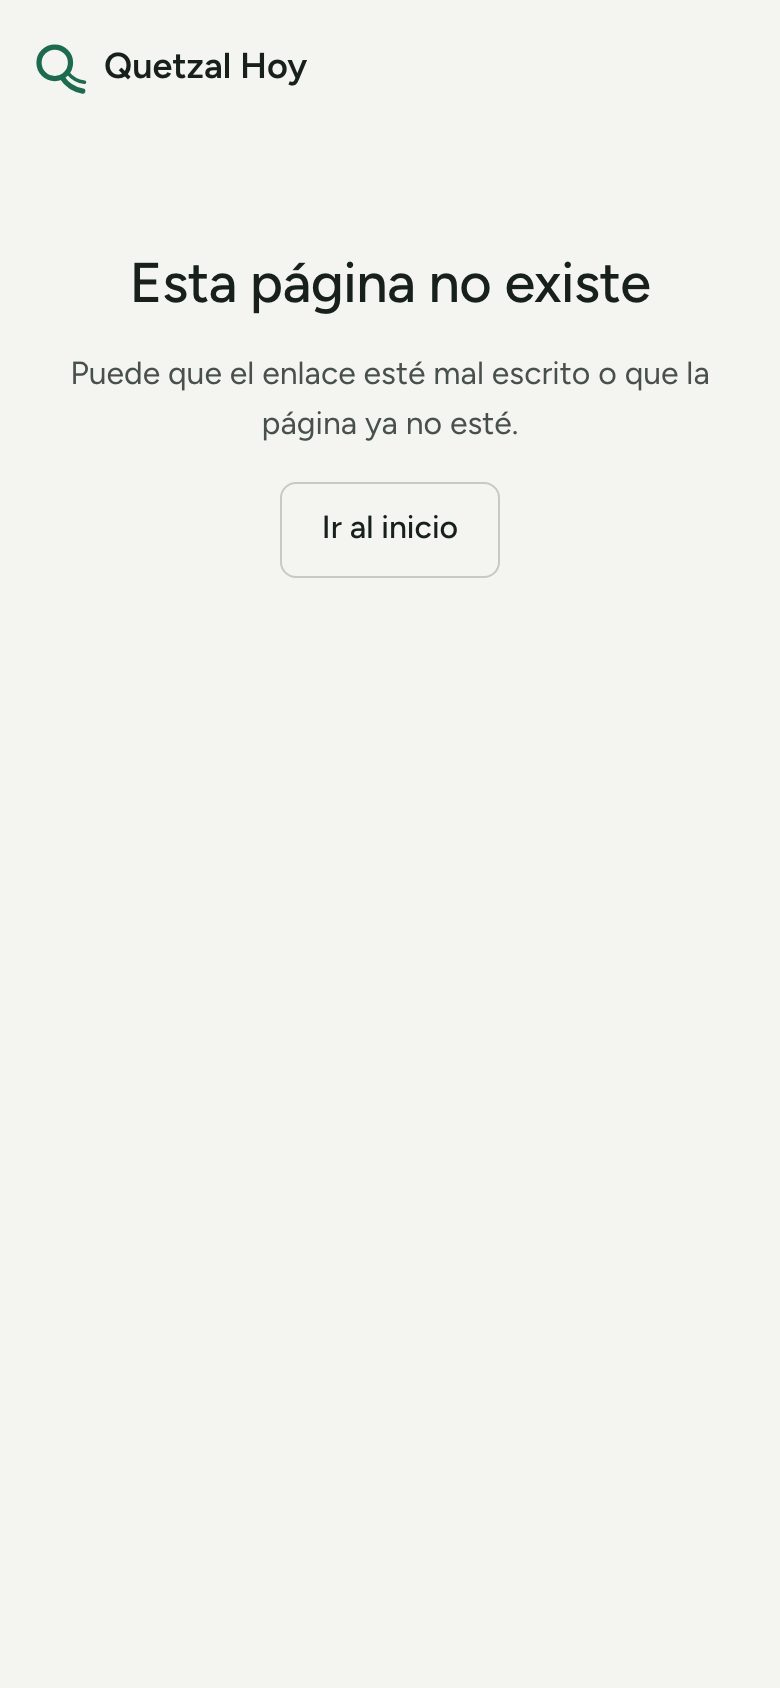 Quetzal Hoy
Esta página no existe
Puede que el enlace esté mal escrito o que la
página ya no esté.
Ir al inicio